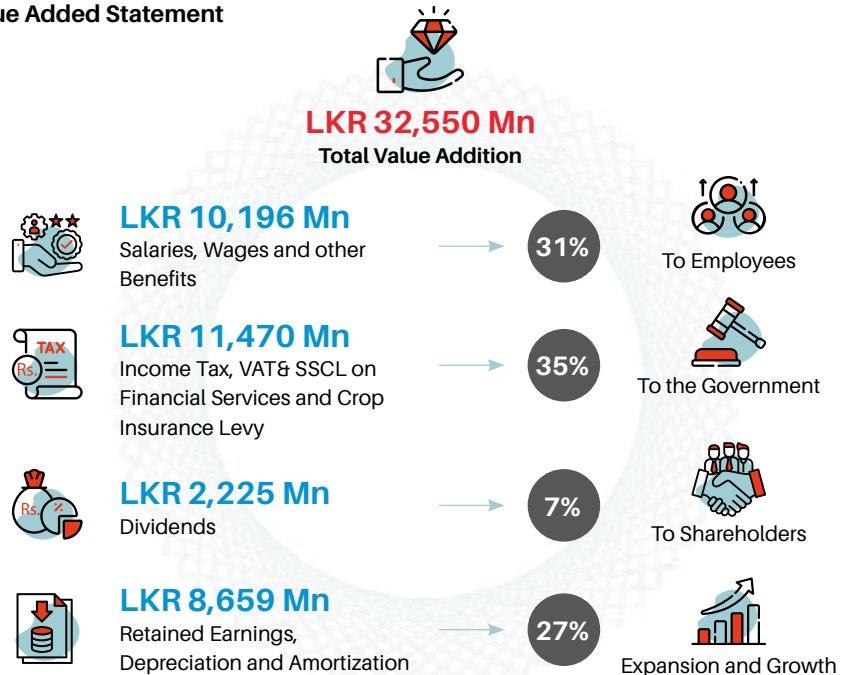 ue Added Statement
LKR 32,550 Mn
Total Value Addition
LKR 10,196 Mn
Salaries, Wages and other
Benefits
31%
To Employees
TAX
Rs.
LKR 11,470 Mn
Income Tax, VAT& SSCL on
Financial Services and Crop
Insurance Levy
35%
To the Government
Rs.
%
LKR 2,225 Mn
Dividends
7%
To Shareholders
LKR 8,659 Mn
Retained Earnings,
Depreciation and Amortization
27%
Expansion and Growth